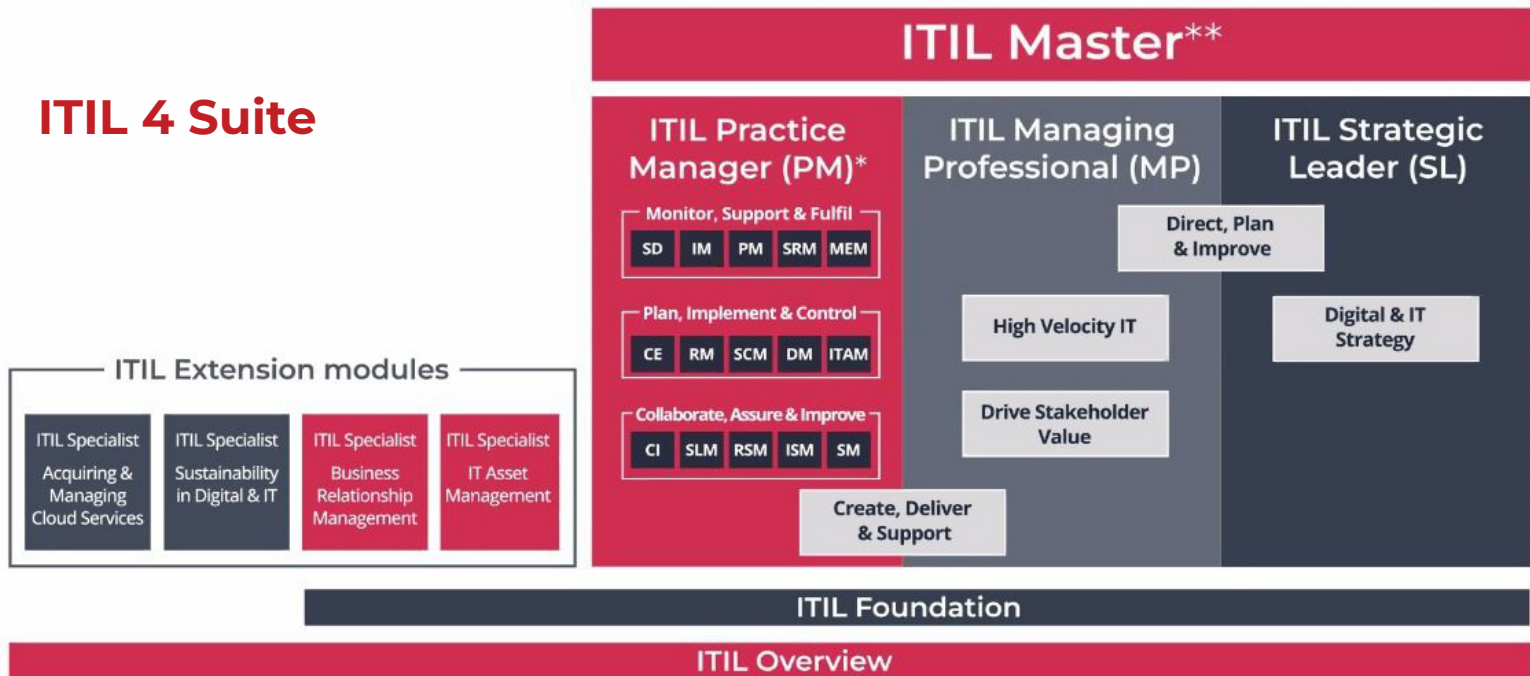 ITIL 4 Suite
ITIL Master**
ITIL Practice
Manager (PM)*
Monitor, Support & Fulfil
SD IM PM SRM MEM
Plan, Implement & Control
CE RM SCM DM ITAM
Collaborate, Assure & Improve
CI SLM RSM ISM SM
ITIL Managing
Professional (MP)
ITIL Strategic
Leader (SL)
Direct, Plan
& Improve
High Velocity IT
Digital & IT
Strategy
Drive Stakeholder
Value
Create, Deliver
& Support
ITIL Extension modules
ITIL Specialist
Acquiring &
Managing
Cloud Services
ITIL Specialist
Sustainability
in Digital & IT
ITIL Specialist
Business
Relationship
Management
ITIL Specialist
IT Asset
Management
ITIL Foundation
ITIL Overview